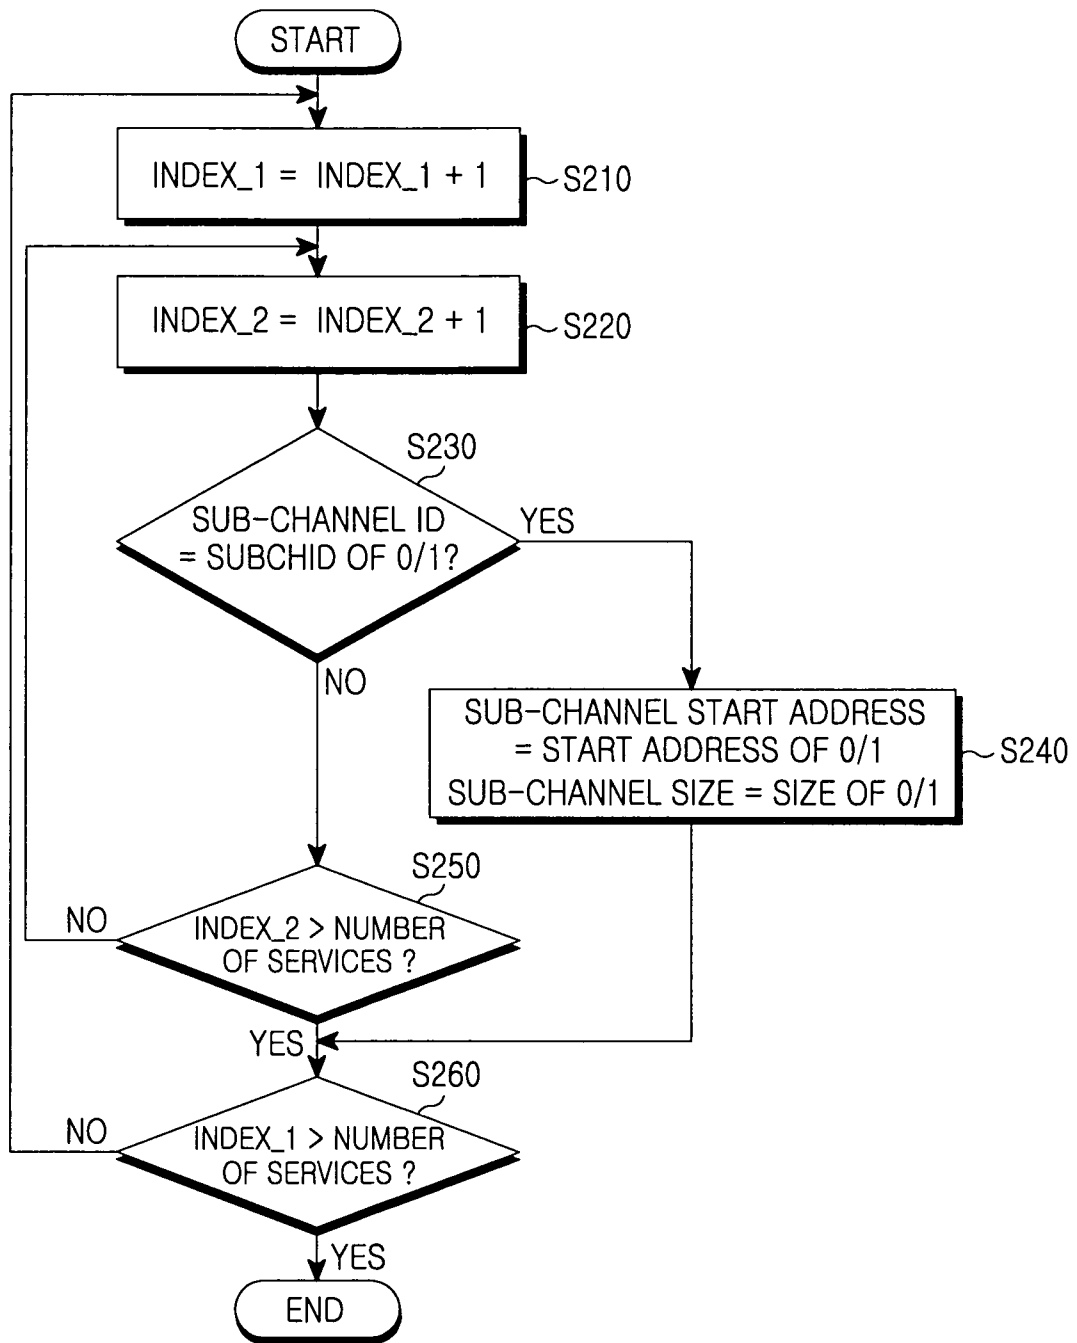 START
INDEX_1 = INDEX_1 + 1
S210
INDEX_2 = INDEX_2 + 1
S220
S230
SUB-CHANNEL ID
= SUBCHID OF 0/1?
YES
NO
SUB-CHANNEL START ADDRESS
= START ADDRESS OF 0/1
SUB-CHANNEL SIZE = SIZE OF 0/1
S240
S250
INDEX_2 > NUMBER
OF SERVICES ?
NO
YES
S260
INDEX_1 > NUMBER
OF SERVICES ?
NO
YES
END